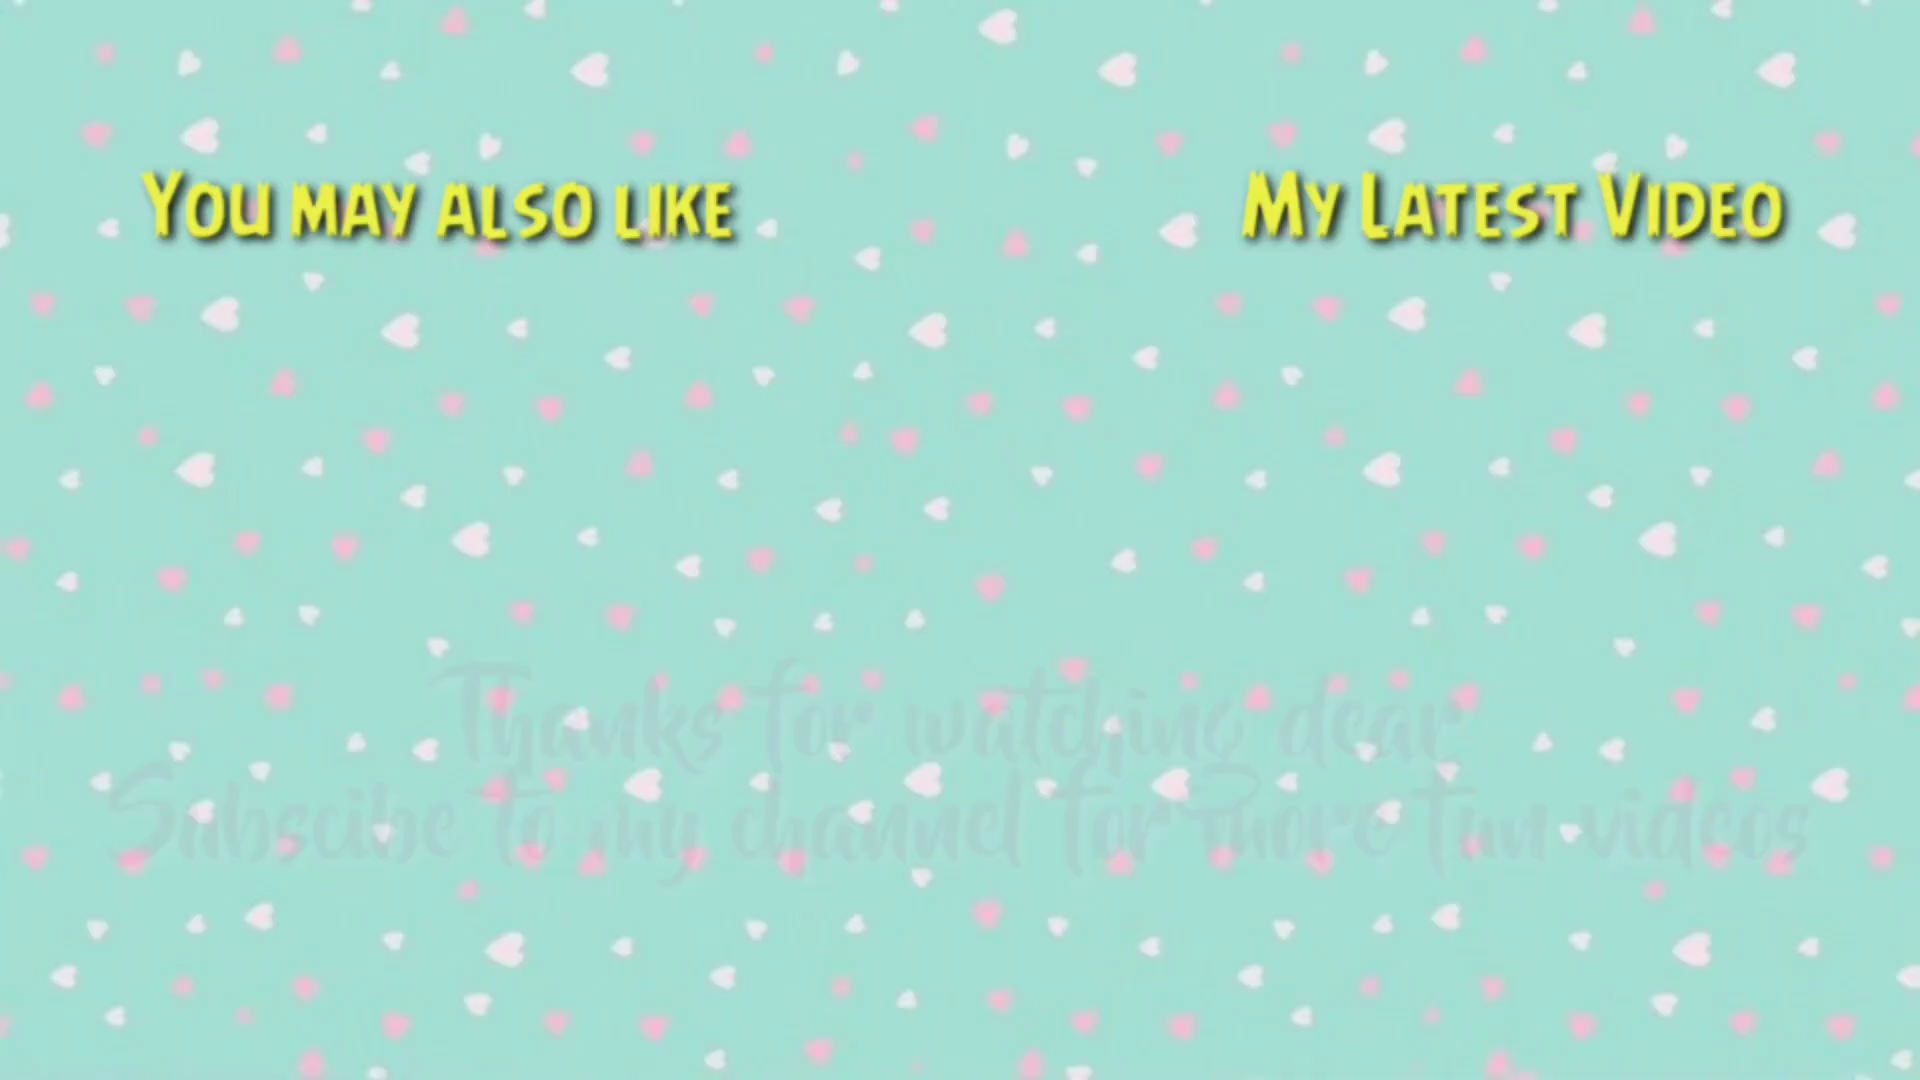 You may also like
My Latest Video
Thanks for watching dear
Subscibe to my channel for more fun videos